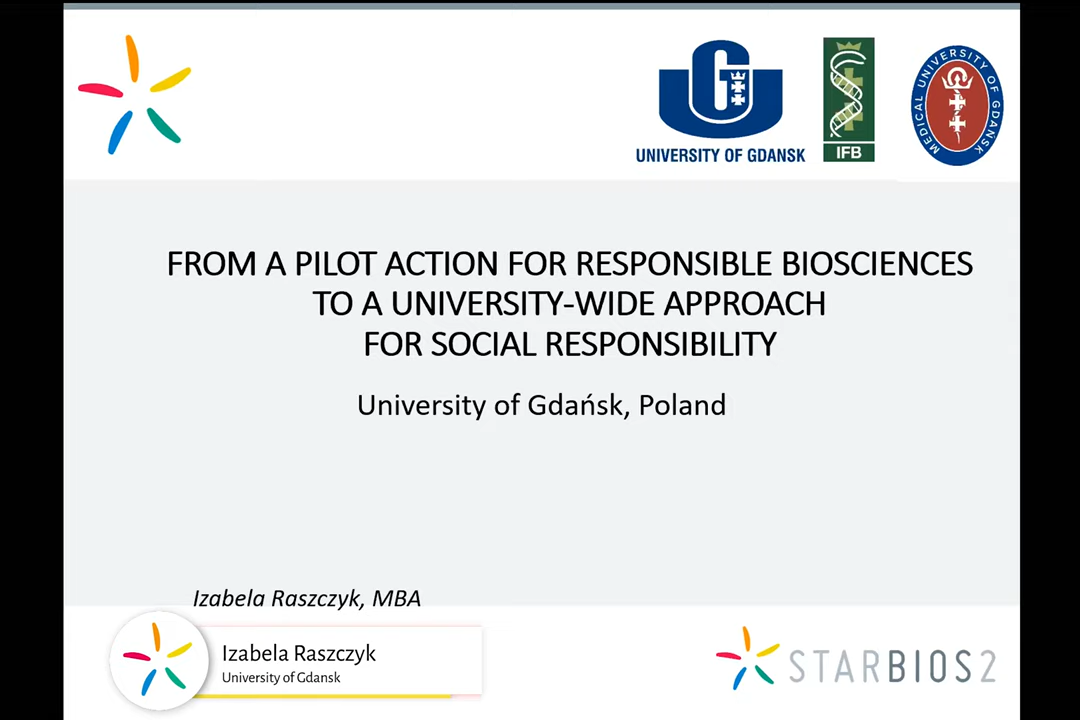 UNIVERSITY OF GDANSK
IFB
MEDICAL UNIVERSITY OF GDANSK
FROM A PILOT ACTION FOR RESPONSIBLE BIOSCIENCES
TO A UNIVERSITY-WIDE APPROACH
FOR SOCIAL RESPONSIBILITY
University of Gdańsk, Poland
Izabela Raszczyk, MBA
Izabela Raszczyk
University of Gdansk
STARBIOS2